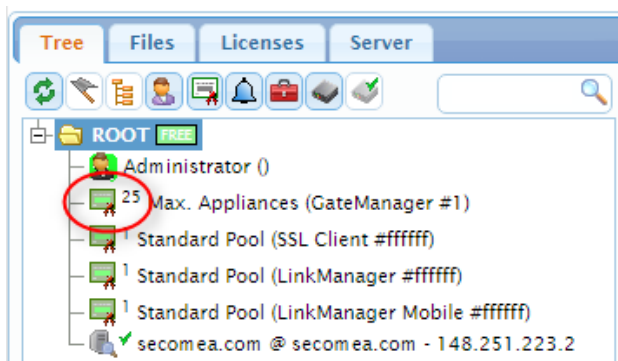 Tree Files Licenses Server
ROOT FREE
Administrator ()
25 Max. Appliances (GateManager #1)
1 Standard Pool (SSL Client #ffffff)
1 Standard Pool (LinkManager #ffffff)
1 Standard Pool (LinkManager Mobile #ffffff)
secomea.com @ secomea.com - 148.251.223.2